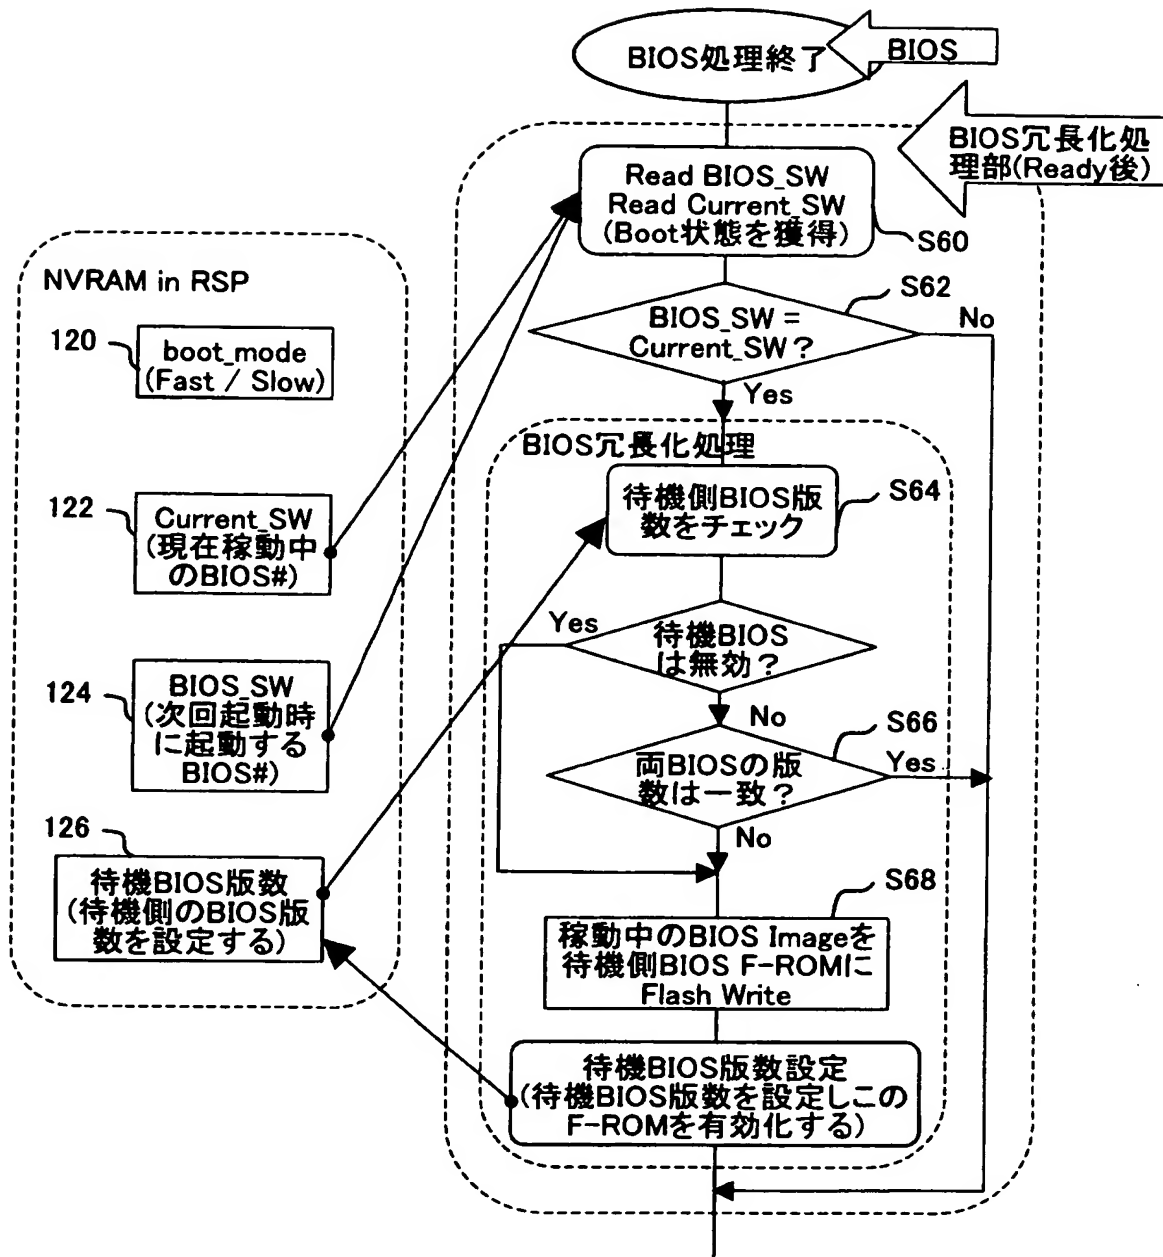 BIOS処理終了
BIOS
BIOS冗長化処
理部(Ready後)
Read BIOS_SW
Read Current_SW
(Boot状態を獲得)
S60
NVRAM in RSP
120
boot_mode
(Fast / Slow)
S62
BIOS_SW =
Current_SW?
No
Yes
BIOS冗長化処理
122
Current_SW
(現在稼動中
のBIOS#)
待機側BIOS版
数をチェック
S64
Yes
待機BIOS
は無効?
No
124
BIOS_SW
(次回起動時
に起動する
BIOS#)
S66
両BIOSの版
数は一致?
Yes
No
126
待機BIOS版数
(待機側のBIOS版
数を設定する)
S68
稼動中のBIOS Imageを
待機側BIOS F-ROMに
Flash Write
待機BIOS版数設定
(待機BIOS版数を設定しこの
F-ROMを有効化する)